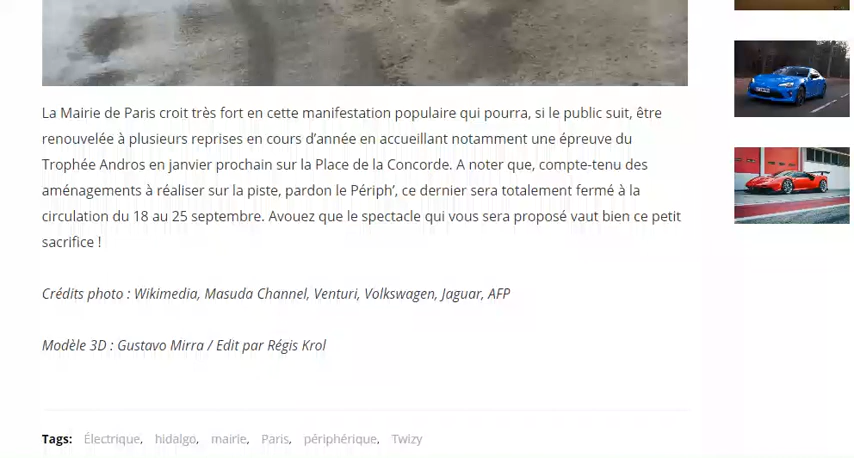 La Mairie de Paris croit très fort en cette manifestation populaire qui pourra, si le public suit, être
renouvelée à plusieurs reprises en cours d’année en accueillant notamment une épreuve du
Trophée Andros en janvier prochain sur la Place de la Concorde. A noter que, compte-tenu des
aménagements à réaliser sur la piste, pardon le Périph’, ce dernier sera totalement fermé à la
circulation du 18 au 25 septembre. Avouez que le spectacle qui vous sera proposé vaut bien ce petit
sacrifice !
Crédits photo : Wikimedia, Masuda Channel, Venturi, Volkswagen, Jaguar, AFP
Modèle 3D : Gustavo Mirra / Edit par Régis Krol
Tags: Électrique, hidalgo, mairie, Paris, périphérique, Twizy